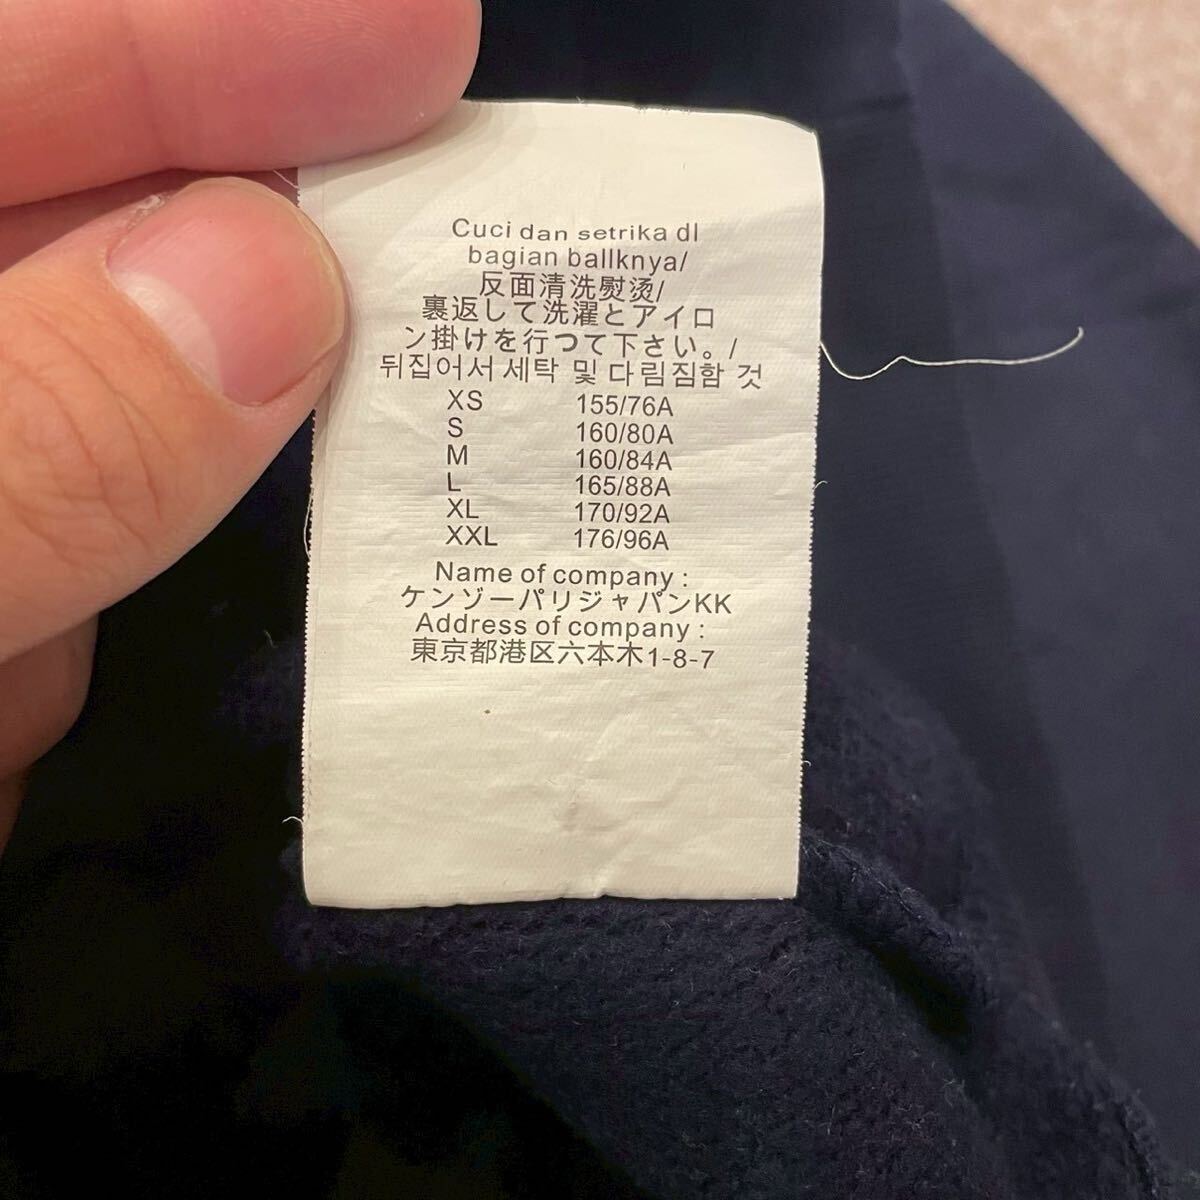 Cuci dan setrika dl
bagian ballknya/
反面清洗熨烫/
裏返して洗濯とアイロ
ン掛けを行つて下さい。/
뒤집어서 세탁 및 다림짐함 것
XS 155/76A
S 160/80A
M 160/84A
L 165/88A
XL 170/92A
XXL 176/96A
Name of company :
ケンゾーパリジャパンKK
Address of company :
東京都港区六本木1-8-7